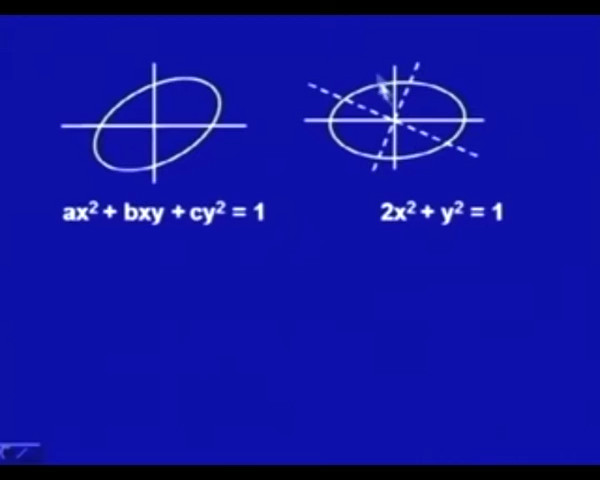 ax² + bxy + cy² = 1
2x² + y² = 1